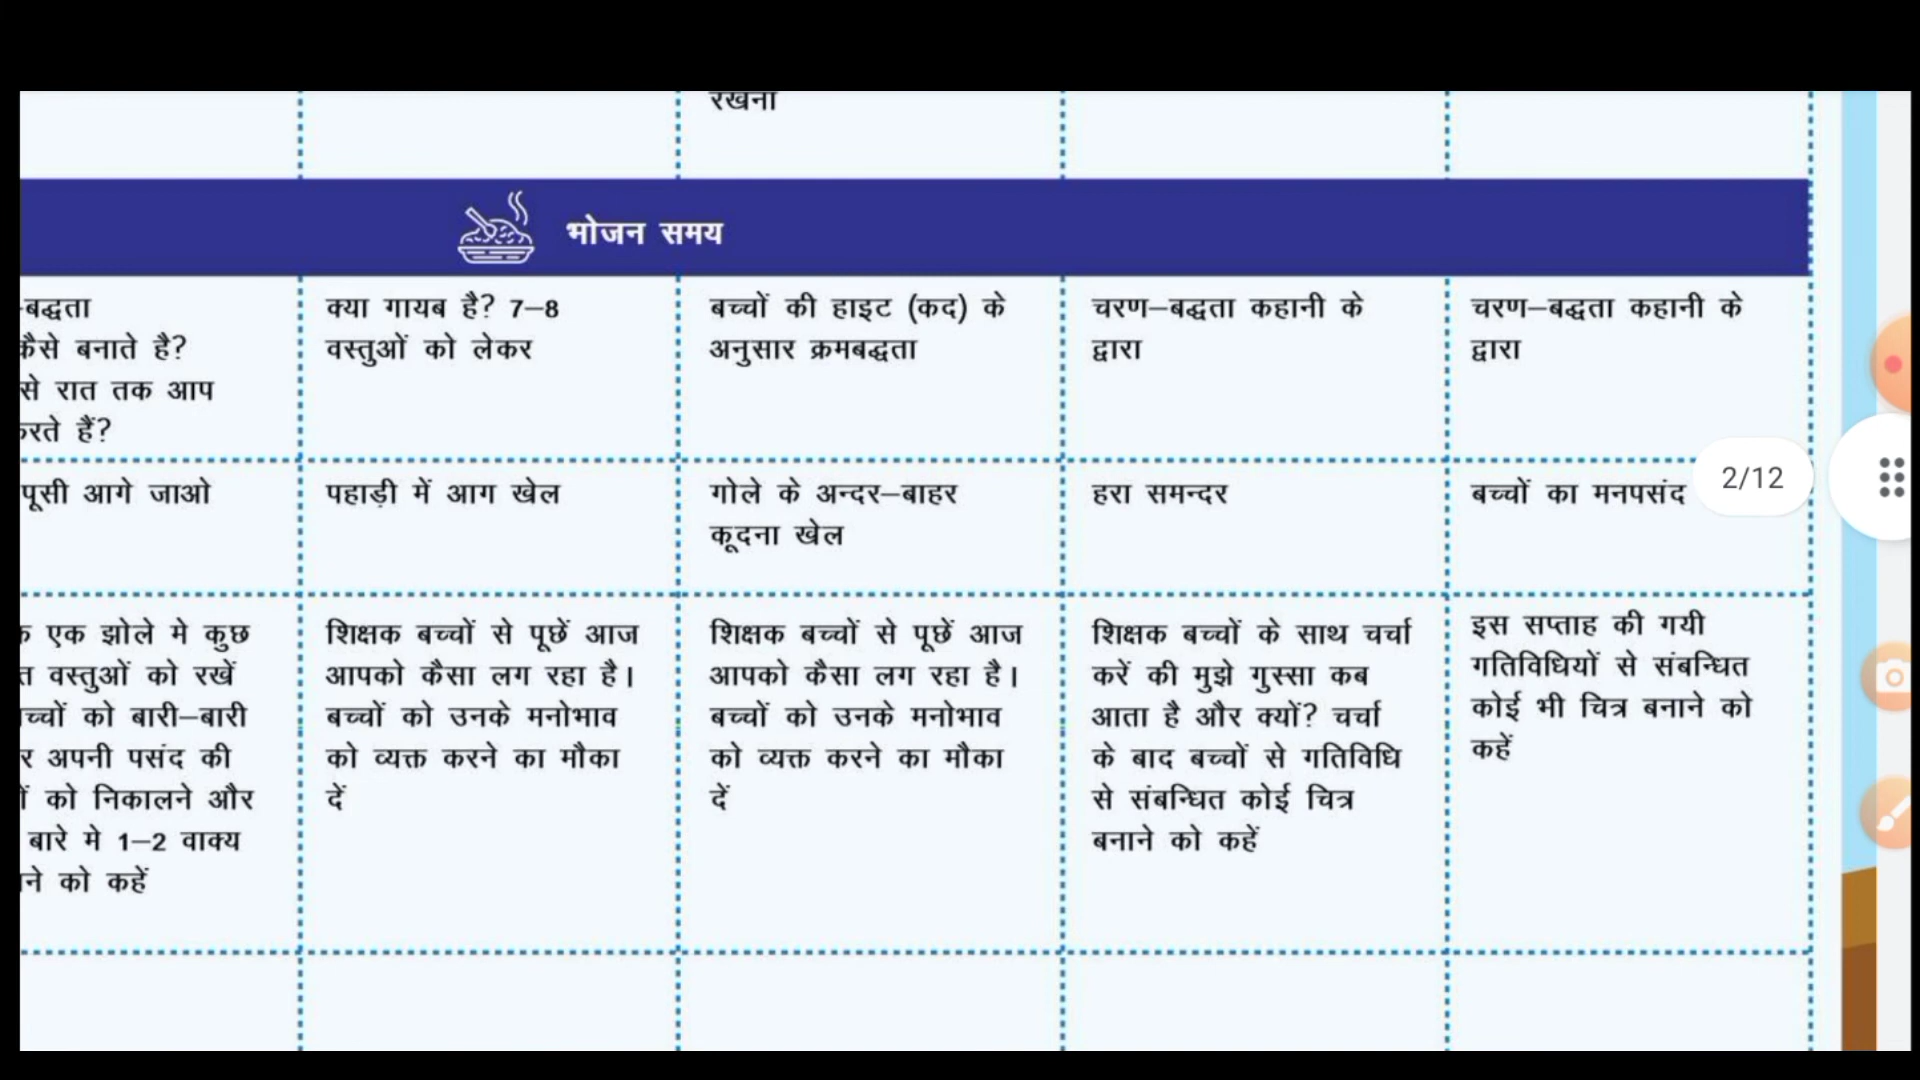 रखना
भोजन समय
-बद्धता
कैसे बनाते है?
से रात तक आप
करते हैं?
क्या गायब है? 7–8
वस्तुओं को लेकर
बच्चों की हाइट (कद) के
अनुसार क्रमबद्धता
चरण–बद्धता कहानी के
द्वारा
चरण–बद्धता कहानी के
द्वारा
पूसी आगे जाओ
पहाड़ी में आग खेल
गोले के अन्दर–बाहर
कूदना खेल
हरा समन्दर
बच्चों का मनपसंद
2/12
एक झोले मे कुछ
वस्तुओं को रखें
बच्चों को बारी–बारी
अपनी पसंद की
को निकालने और
बारे मे 1–2 वाक्य
को कहें
शिक्षक बच्चों से पूछें आज
आपको कैसा लग रहा है।
बच्चों को उनके मनोभाव
को व्यक्त करने का मौका
दें
शिक्षक बच्चों से पूछें आज
आपको कैसा लग रहा है।
बच्चों को उनके मनोभाव
को व्यक्त करने का मौका
दें
शिक्षक बच्चों के साथ चर्चा
करें की मुझे गुस्सा कब
आता है और क्यों? चर्चा
के बाद बच्चों से गतिविधि
से संबन्धित कोई चित्र
बनाने को कहें
इस सप्ताह की गयी
गतिविधियों से संबन्धित
कोई भी चित्र बनाने को
कहें